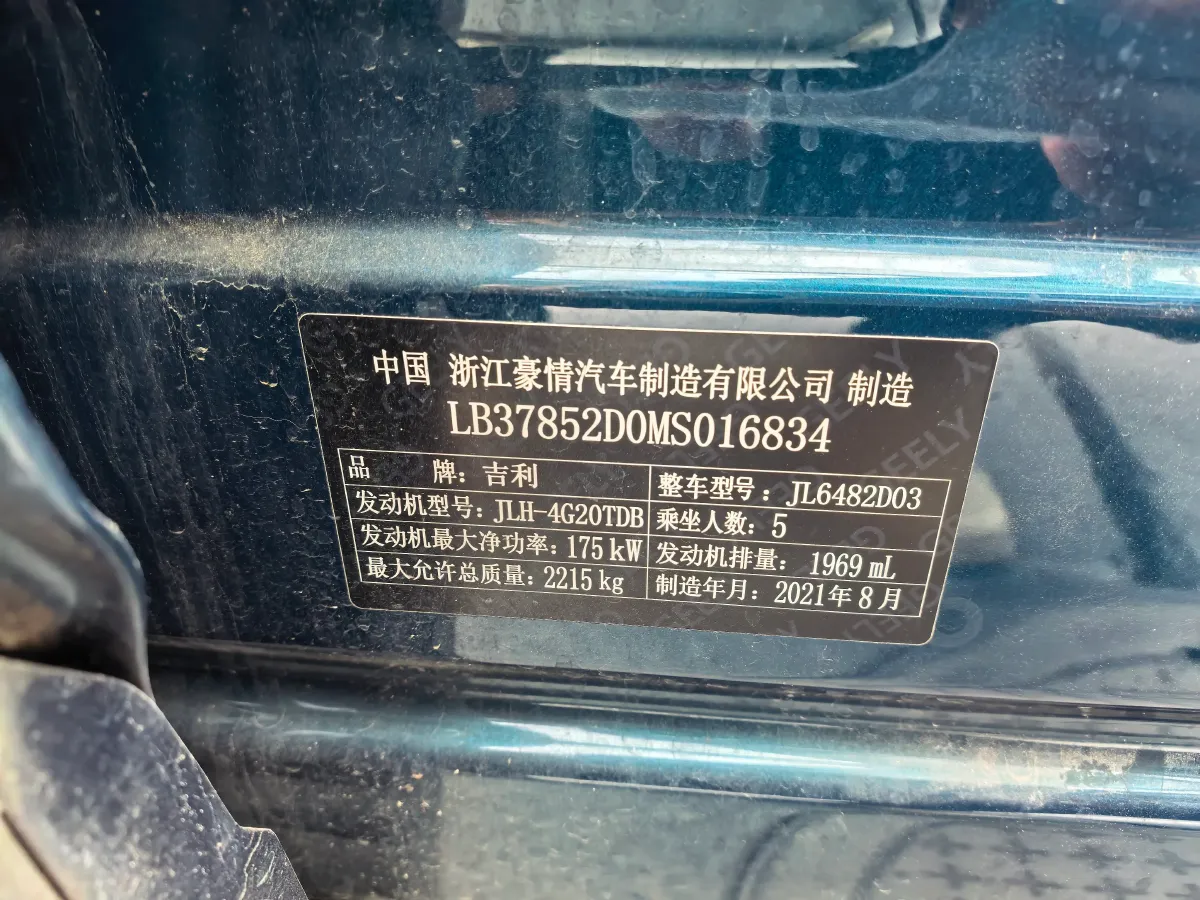 中国 浙江豪情汽车制造有限公司 制造
LB37852D0MS016834
品 牌：吉利 整车型号：JL6482D03
发动机型号：JLH-4G20TDB 乘坐人数：5
发动机最大净功率：175 kW 发动机排量：1969 mL
最大允许总质量：2215 kg 制造年月：2021年8月